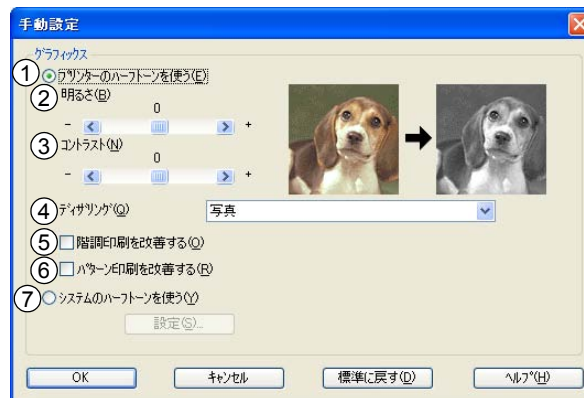 手動設定
グラフィックス
① プリンターのハーフトーンを使う(E)
② 明るさ(B)
0
- +
③ コントラスト(N)
0
- +
④ ディザリング(Q) 写真
⑤ 階調印刷を改善する(O)
⑥ パターン印刷を改善する(R)
⑦ システムのハーフトーンを使う(Y)
設定(S)...
OK キャンセル 標準に戻す(D) ヘルプ(H)